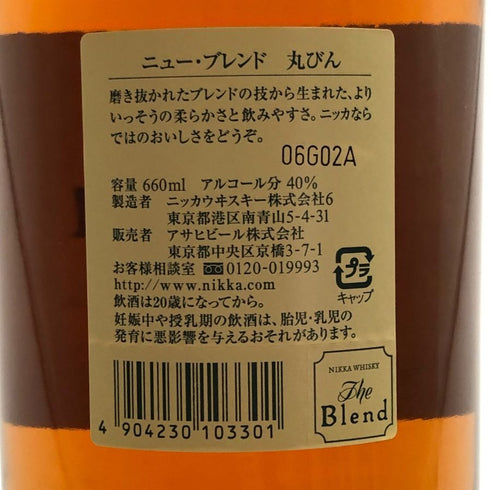 ニュー・ブレンド 丸びん
磨き抜かれたブレンドの技から生まれた、より
いっそうの柔らかさと飲みやすさ。ニッカなら
ではのおいしさをどうぞ。
06G02A
容量 660ml アルコール分 40%
製造者 ニッカウヰスキー株式会社6
東京都港区南青山5-4-31
販売者 アサヒビール株式会社
東京都中央区京橋3-7-1
お客様相談室 0120-019993
http://www.nikka.com/
飲酒は20歳になってから。
妊娠中や授乳期の飲酒は、胎児・乳児の
発育に悪影響を与えるおそれがあります。
プラ
キャップ
NIKKA WHISKY
The
Blend
4 904230 103301